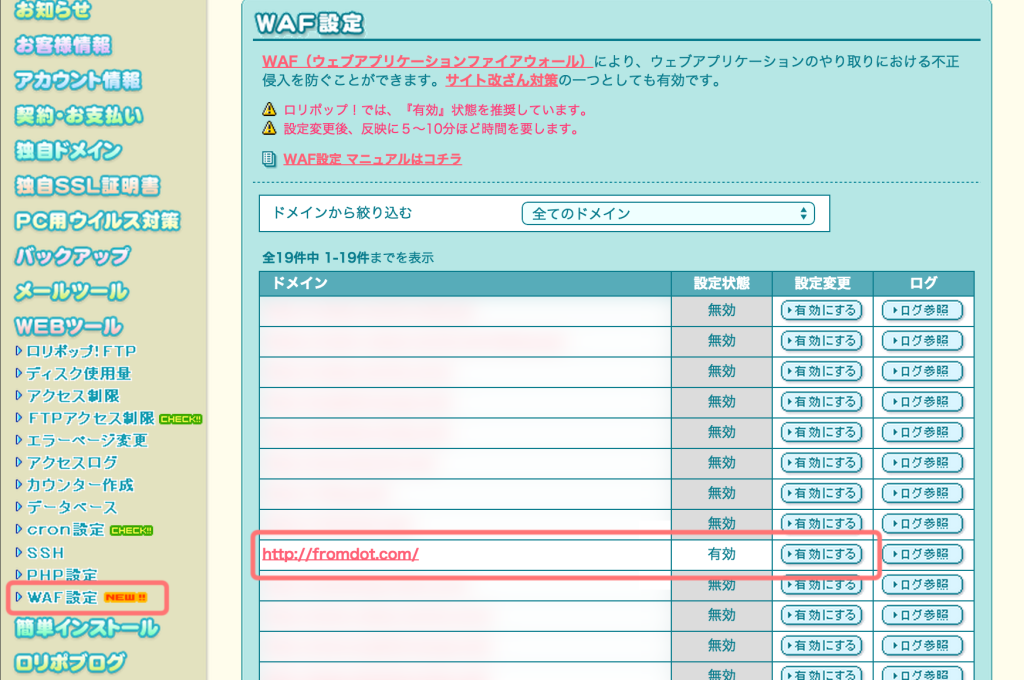 お知らせ
お客様情報
アカウント情報
契約・お支払い
独自ドメイン
独自SSL証明書
PC用ウイルス対策
バックアップ
メールツール
WEBツール
ロリポップ!FTP
ディスク使用量
アクセス制限
FTPアクセス制限 CHECK!!
エラーページ変更
アクセスログ
カウンター作成
データベース
cron設定 CHECK!!
SSH
PHP設定
WAF設定 NEW!!
簡単インストール
ロリポブログ
WAF設定
WAF（ウェブアプリケーションファイアウォール）により、ウェブアプリケーションのやり取りにおける不正
侵入を防ぐことができます。サイト改ざん対策の一つとしても有効です。
ロリポップ！では、『有効』状態を推奨しています。
設定変更後、反映に５～10分ほど時間を要します。
WAF設定 マニュアルはコチラ
ドメインから絞り込む 全てのドメイン
全19件中 1-19件までを表示
ドメイン 設定状態 設定変更 ログ
無効 有効にする ログ参照
無効 有効にする ログ参照
無効 有効にする ログ参照
無効 有効にする ログ参照
無効 有効にする ログ参照
無効 有効にする ログ参照
無効 有効にする ログ参照
無効 有効にする ログ参照
http://fromdot.com/ 有効 有効にする ログ参照
無効 有効にする ログ参照
無効 有効にする ログ参照
無効 有効にする ログ参照
無効 有効にする ログ参照